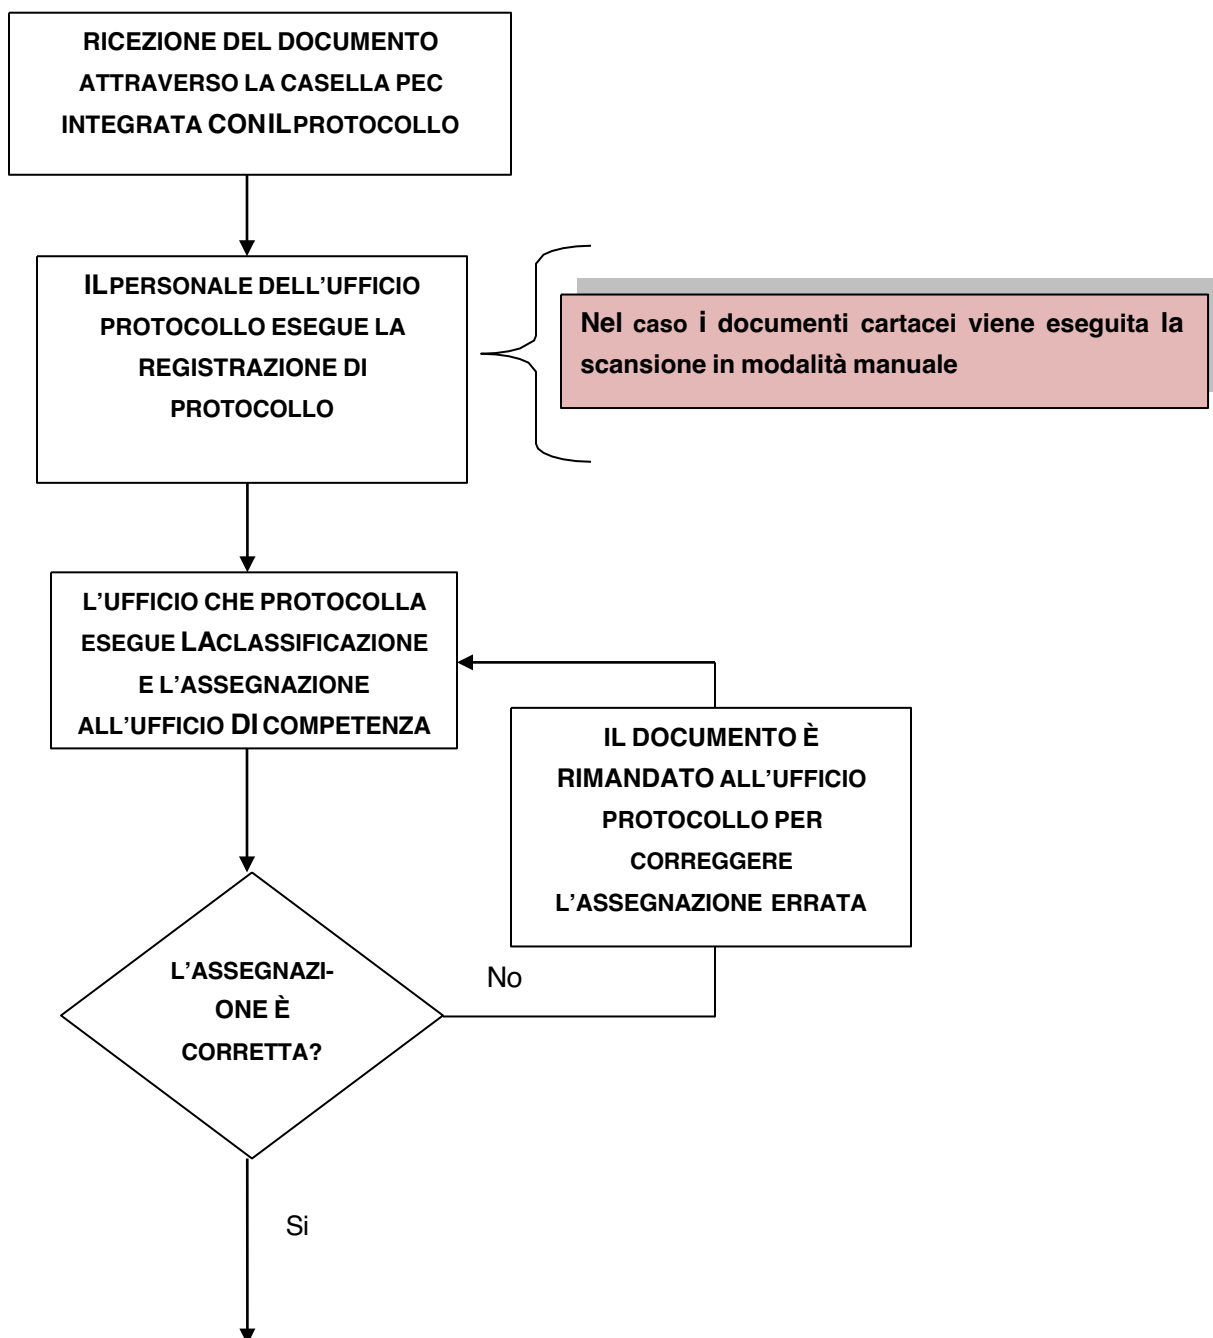 RICEZIONE DEL DOCUMENTO
ATTRAVERSO LA CASELLA PEC
INTEGRATA CONILPROTOCOLLO
ILPERSONALE DELL'UFFICIO
PROTOCOLLO ESEGUE LA
REGISTRAZIONE DI
PROTOCOLLO
Nel caso i documenti cartacei viene eseguita la
scansione in modalità manuale
L'UFFICIO CHE PROTOCOLLA
ESEGUE LACLASSIFICAZIONE
E L'ASSEGNAZIONE
ALL'UFFICIO DI COMPETENZA
IL DOCUMENTO È
RIMANDATO ALL'UFFICIO
PROTOCOLLO PER
CORREGGERE
L'ASSEGNAZIONE ERRATA
L'ASSEGNAZI-
ONE È
CORRETTA?
No
Si